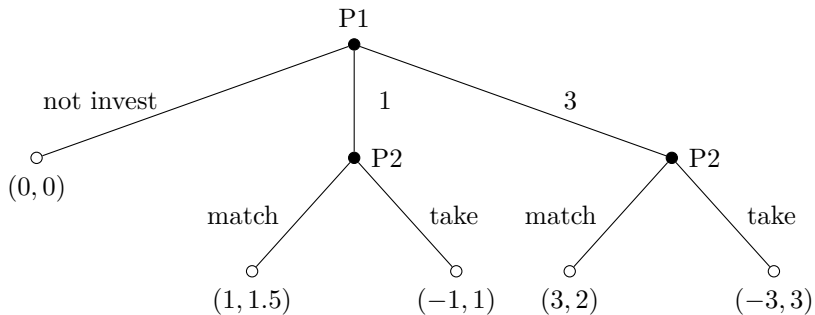 P1
not invest 1 3
P2 P2
(0, 0)
match take match take
(1, 1.5) (−1, 1) (3, 2) (−3, 3)